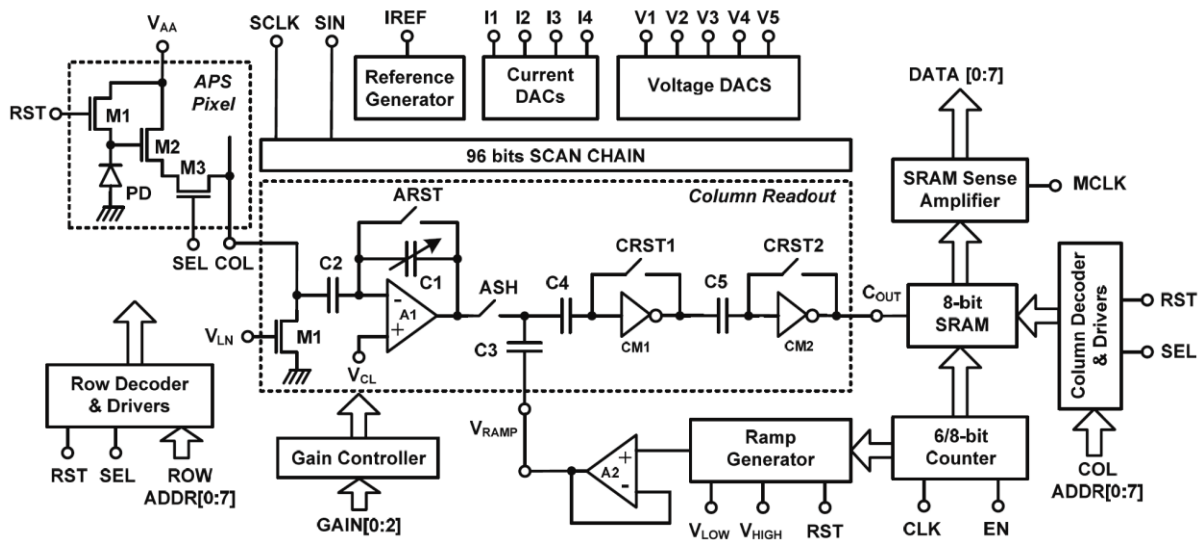 VAA
SCLK
SIN
IREF
I1 I2 I3 I4
V1 V2 V3 V4 V5
APS
Pixel
RST
M1
M2
M3
PD
SEL
COL
Reference
Generator
Current
DACs
Voltage DACS
96 bits SCAN CHAIN
DATA [0:7]
SRAM Sense
Amplifier
MCLK
Column Readout
ARST
C1
C2
A1
VCL
VLN
M1
ASH
C3
C4
CRST1
CM1
C5
CRST2
CM2
COUT
8-bit
SRAM
Column Decoder
& Drivers
RST
SEL
COL
ADDR[0:7]
Row Decoder
& Drivers
RST
SEL
ROW
ADDR[0:7]
Gain Controller
GAIN[0:2]
VRAMP
A2
Ramp
Generator
VLOW
VHIGH
RST
6/8-bit
Counter
CLK
EN